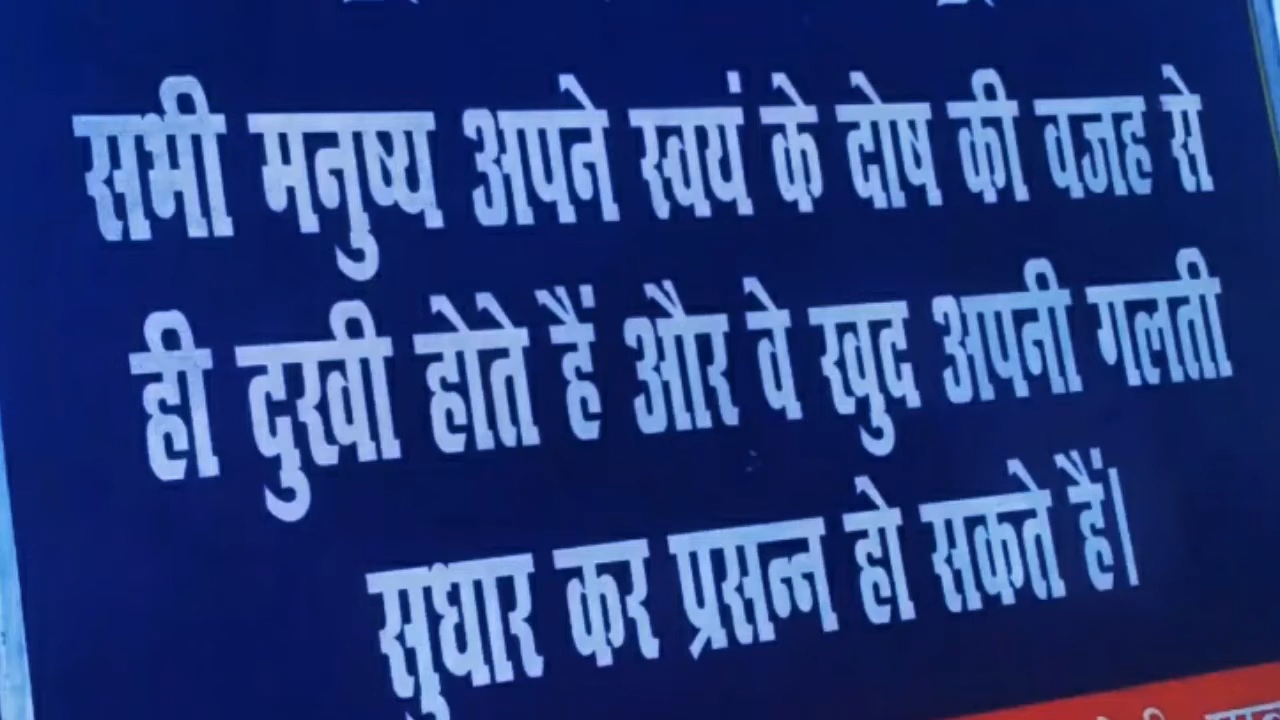 सभी मनुष्य अपने स्वयं के दोष की वजह से
ही दुखी होते हैं और वे खुद अपनी गलती
सुधार कर प्रसन्न हो सकते हैं।